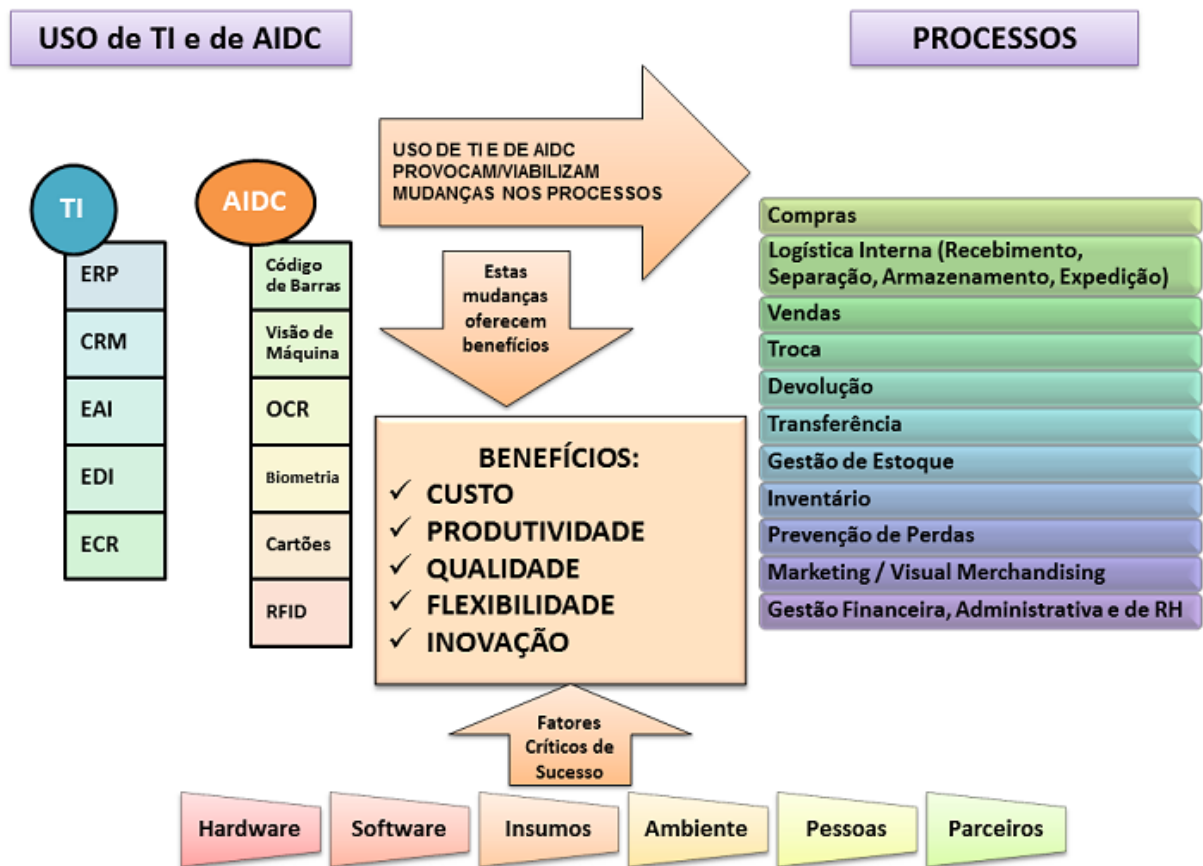 USO de TI e de AIDC
PROCESSOS
USO DE TI E DE AIDC
PROVOCAM/VIABILIZAM
MUDANÇAS NOS PROCESSOS
TI
ERP
CRM
EAI
EDI
ECR
AIDC
Código
de Barras
Visão de
Máquina
OCR
Biometria
Cartões
RFID
Estas
mudanças
oferecem
benefícios
BENEFÍCIOS:
✓ CUSTO
✓ PRODUTIVIDADE
✓ QUALIDADE
✓ FLEXIBILIDADE
✓ INOVAÇÃO
Compras
Logística Interna (Recebimento,
Separação, Armazenamento, Expedição)
Vendas
Troca
Devolução
Transferência
Gestão de Estoque
Inventário
Prevenção de Perdas
Marketing / Visual Merchandising
Gestão Financeira, Administrativa e de RH
Fatores
Críticos de
Sucesso
Hardware
Software
Insumos
Ambiente
Pessoas
Parceiros